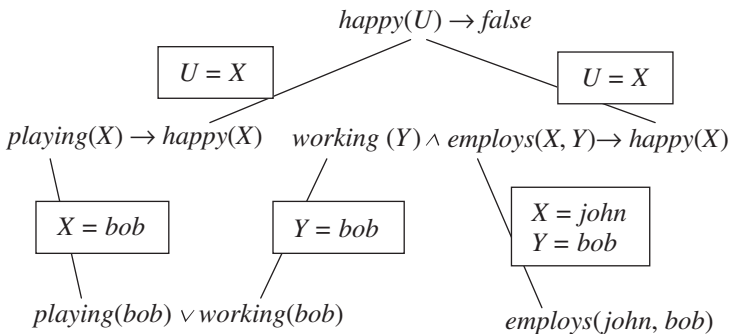 happy(U) → false
U = X
U = X
playing(X) → happy(X)
working (Y) ∧ employs(X, Y)→ happy(X)
X = bob
Y = bob
X = john
Y = bob
playing(bob) ∨ working(bob)
employs(john, bob)